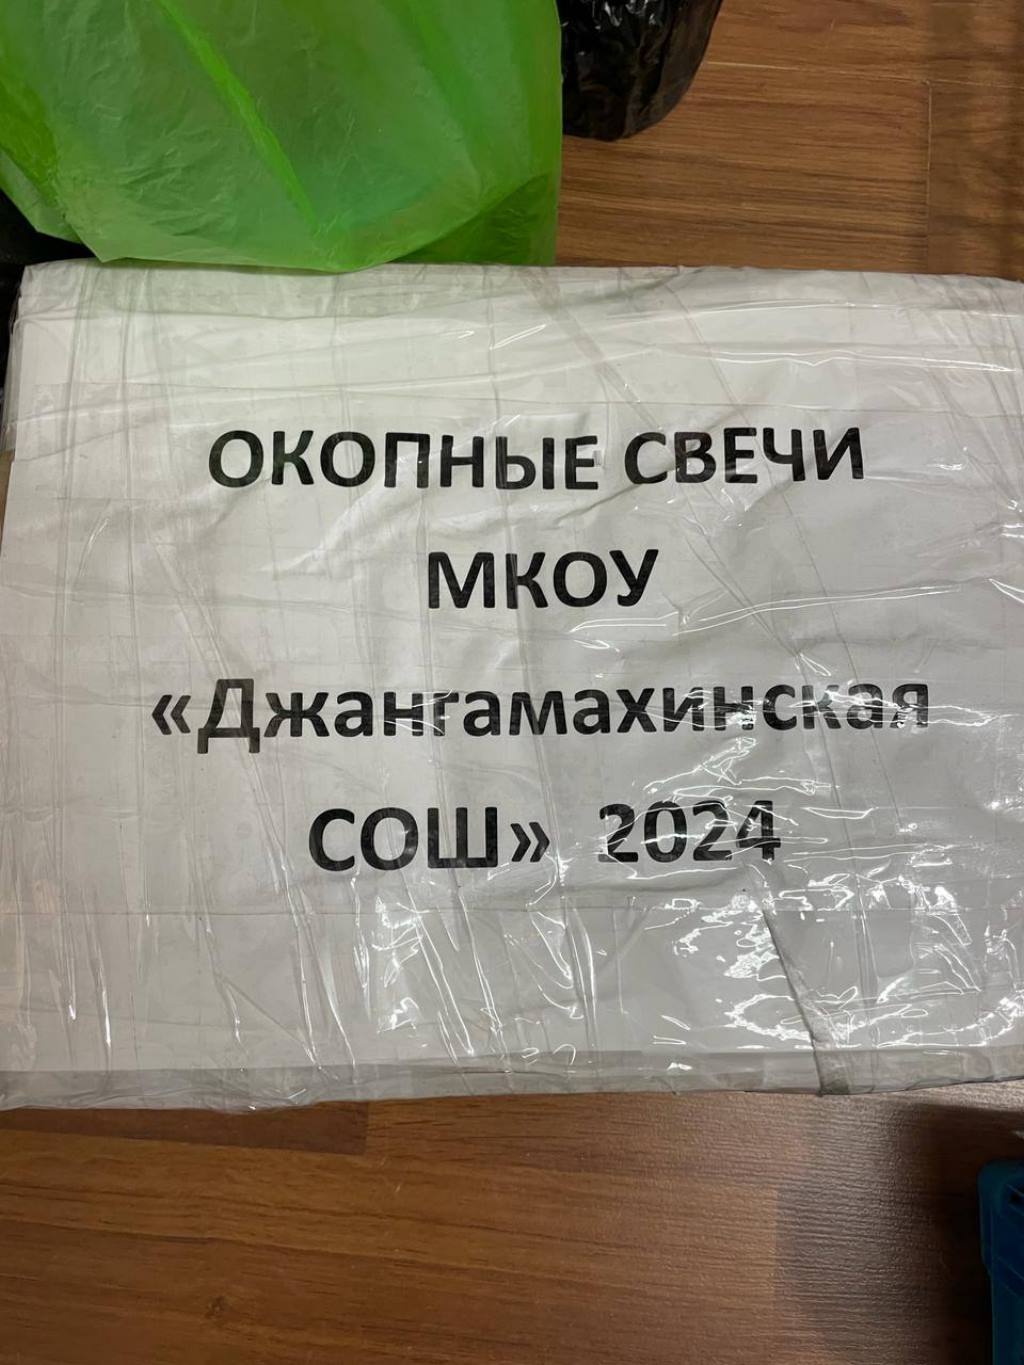 ОКОПНЫЕ СВЕЧИ
МКОУ
«Джангамахинская
СОШ» 2024